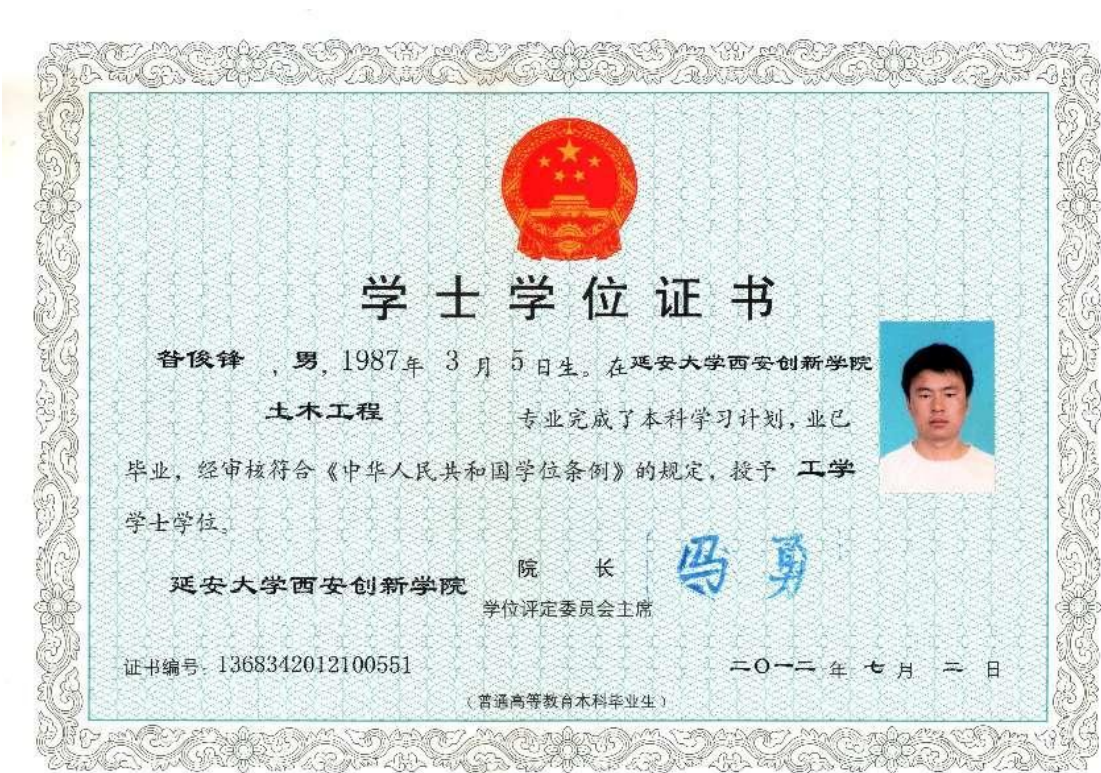 学士学位证书
昝俊锋，男，1987年 3 月 5 日生。在延安大学西安创新学院
土木工程 专业完成了本科学习计划，业已
毕业，经审核符合《中华人民共和国学位条例》的规定，授予 工学
学士学位。
延安大学西安创新学院
院 长 冯勇
学位评定委员会主席
证书编号：1368342012100551
二〇一二 年 七 月 二 日
（普通高等教育本科毕业生）